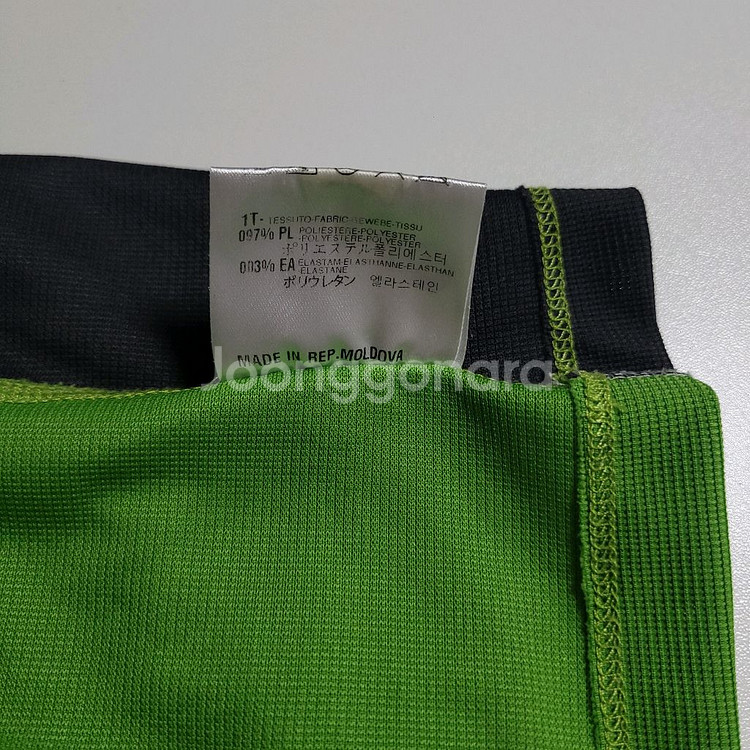 1T- TESSUTO-FABRIC-GEWEBE-TISSU
097% PL POLIESTERE-POLYESTER
-POLYESTERE-POLYESTER
ポリエステル폴리에스터
003% EA ELASTAM-ELASTHANNE-ELASTHAN
-ELASTANE
ポリウレタン 엘라스테인
MADE IN REP.MOLDOVA
Joonggonara